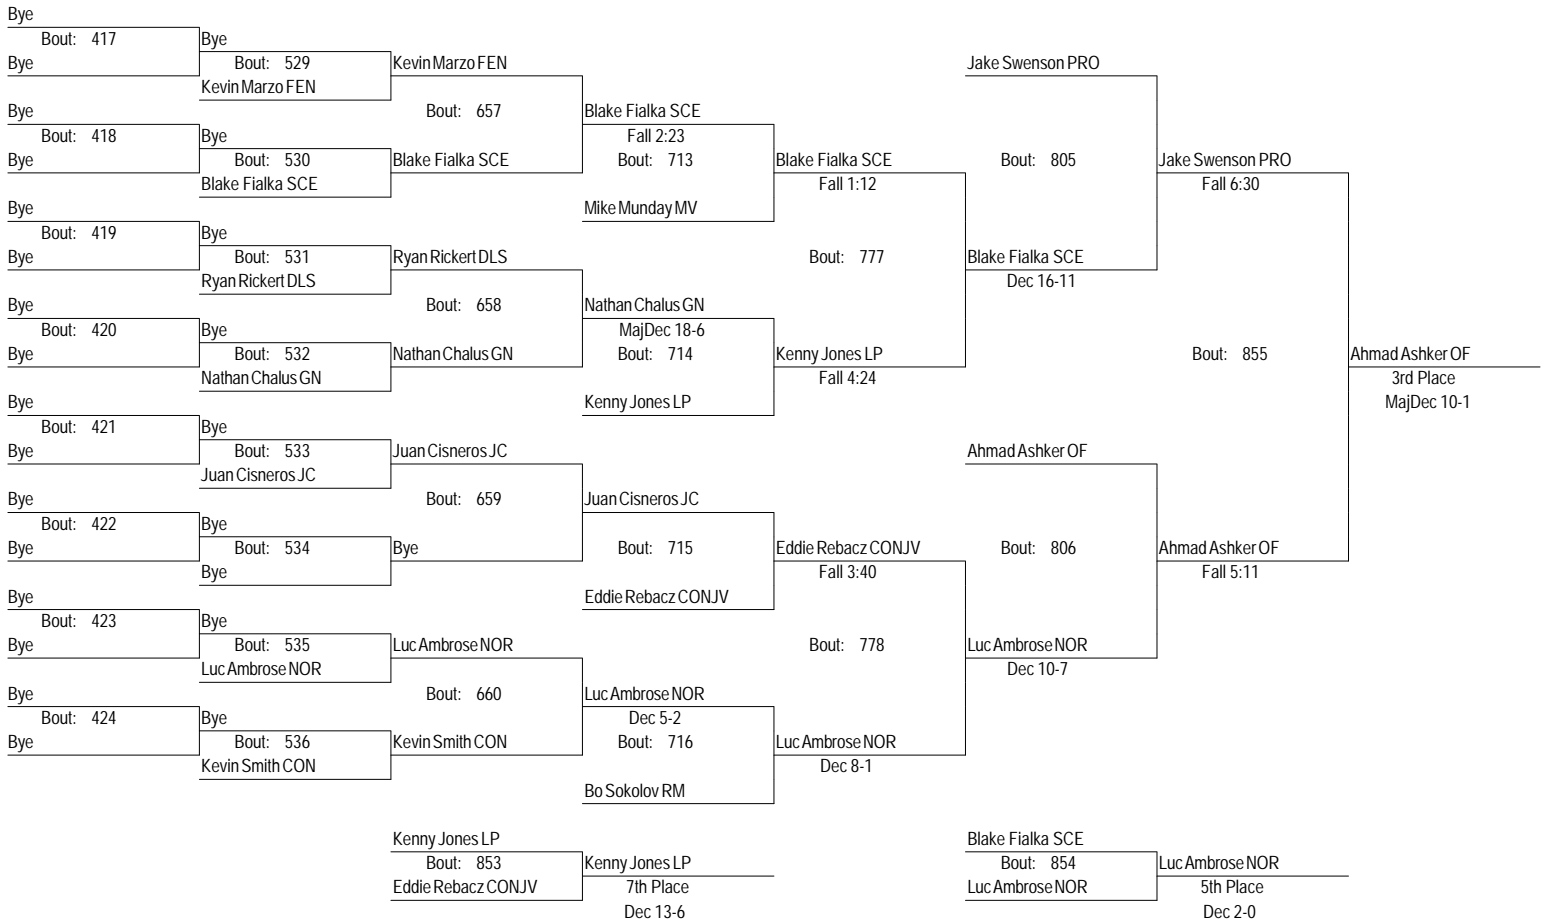 Bye
Bout: 417
Bye
Bye
Bout: 529
Kevin Marzo FEN
Kevin Marzo FEN
Bye
Bout: 418
Bye
Bye
Bout: 530
Blake Fialka SCE
Bout: 657
Blake Fialka SCE
Blake Fialka SCE
Fall 2:23
Bout: 713
Mike Munday MV
Blake Fialka SCE
Fall 1:12
Bye
Bout: 419
Bye
Bye
Bout: 531
Ryan Rickert DLS
Ryan Rickert DLS
Bye
Bout: 420
Bye
Bye
Bout: 532
Nathan Chalus GN
Bout: 658
Nathan Chalus GN
Nathan Chalus GN
MajDec 18-6
Bout: 714
Kenny Jones LP
Kenny Jones LP
Fall 4:24
Bout: 777
Jake Swenson PRO
Bout: 805
Blake Fialka SCE
Dec 16-11
Jake Swenson PRO
Fall 6:30
Bye
Bout: 421
Bye
Bye
Bout: 533
Juan Cisneros JC
Juan Cisneros JC
Bye
Bout: 422
Bye
Bye
Bout: 534
Bye
Bout: 659
Bye
Juan Cisneros JC
Bout: 715
Eddie Rebacz CONJV
Eddie Rebacz CONJV
Fall 3:40
Bye
Bout: 423
Bye
Bye
Bout: 535
Luc Ambrose NOR
Luc Ambrose NOR
Bye
Bout: 424
Bye
Bye
Bout: 536
Kevin Smith CON
Bout: 660
Kevin Smith CON
Luc Ambrose NOR
Dec 5-2
Bout: 716
Bo Sokolov RM
Luc Ambrose NOR
Dec 8-1
Bout: 778
Ahmad Ashker OF
Bout: 806
Luc Ambrose NOR
Dec 10-7
Ahmad Ashker OF
Fall 5:11
Bout: 855
Ahmad Ashker OF
3rd Place
MajDec 10-1
Kenny Jones LP
Bout: 853
Eddie Rebacz CONJV
Kenny Jones LP
7th Place
Dec 13-6
Blake Fialka SCE
Bout: 854
Luc Ambrose NOR
Luc Ambrose NOR
5th Place
Dec 2-0